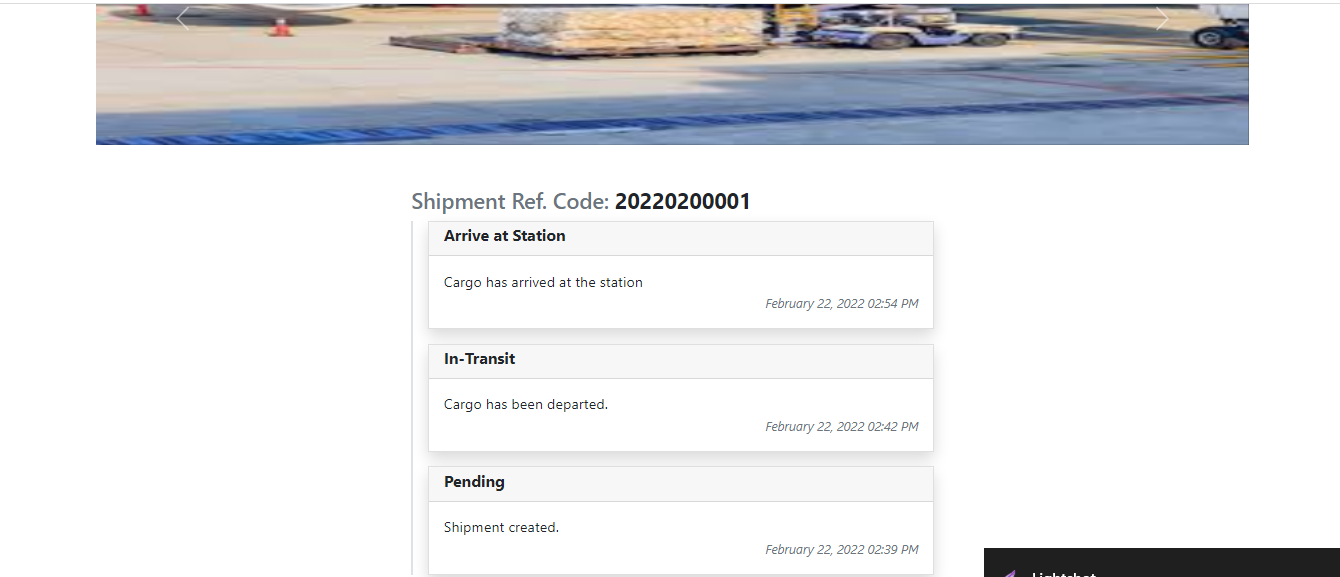 Shipment Ref. Code: 20220200001
Arrive at Station
Cargo has arrived at the station
February 22, 2022 02:54 PM
In-Transit
Cargo has been departed.
February 22, 2022 02:42 PM
Pending
Shipment created.
February 22, 2022 02:39 PM
Lightshot